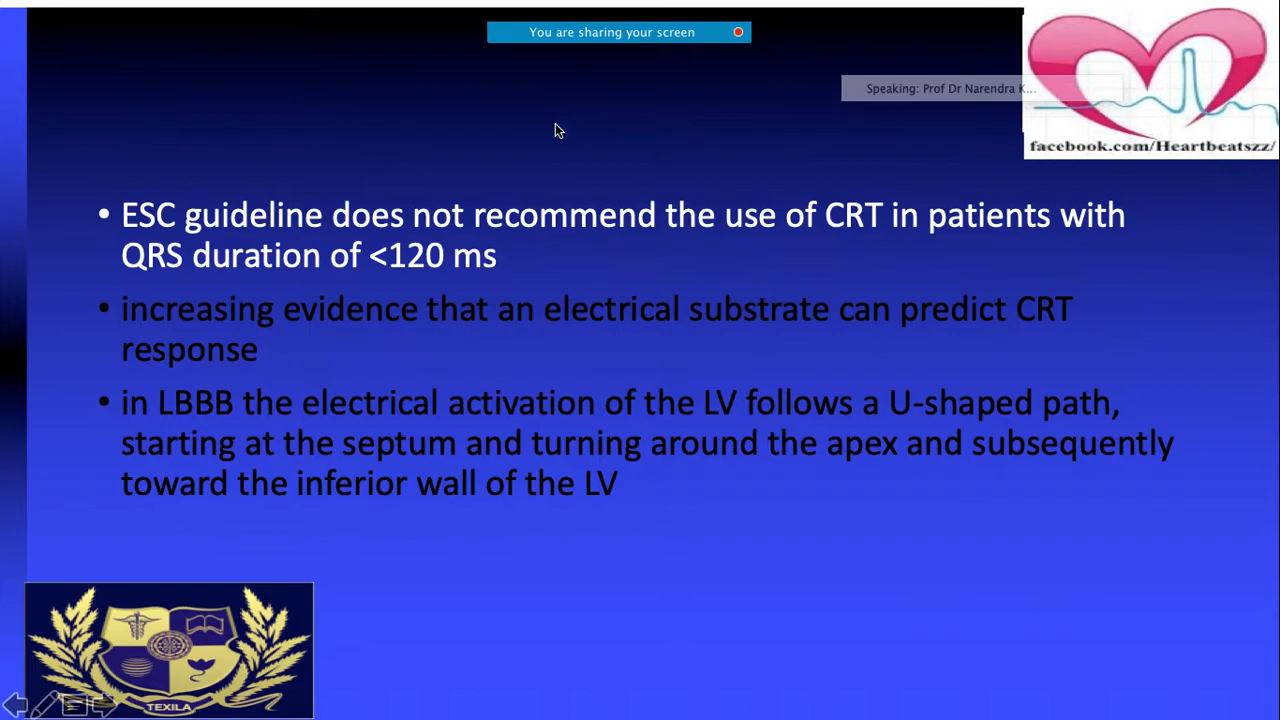 You are sharing your screen
Speaking: Prof Dr Narendra K...
facebook.com/Heartbeatszz/
• ESC guideline does not recommend the use of CRT in patients with
QRS duration of <120 ms
• increasing evidence that an electrical substrate can predict CRT
response
• in LBBB the electrical activation of the LV follows a U-shaped path,
starting at the septum and turning around the apex and subsequently
toward the inferior wall of the LV
TEXILA